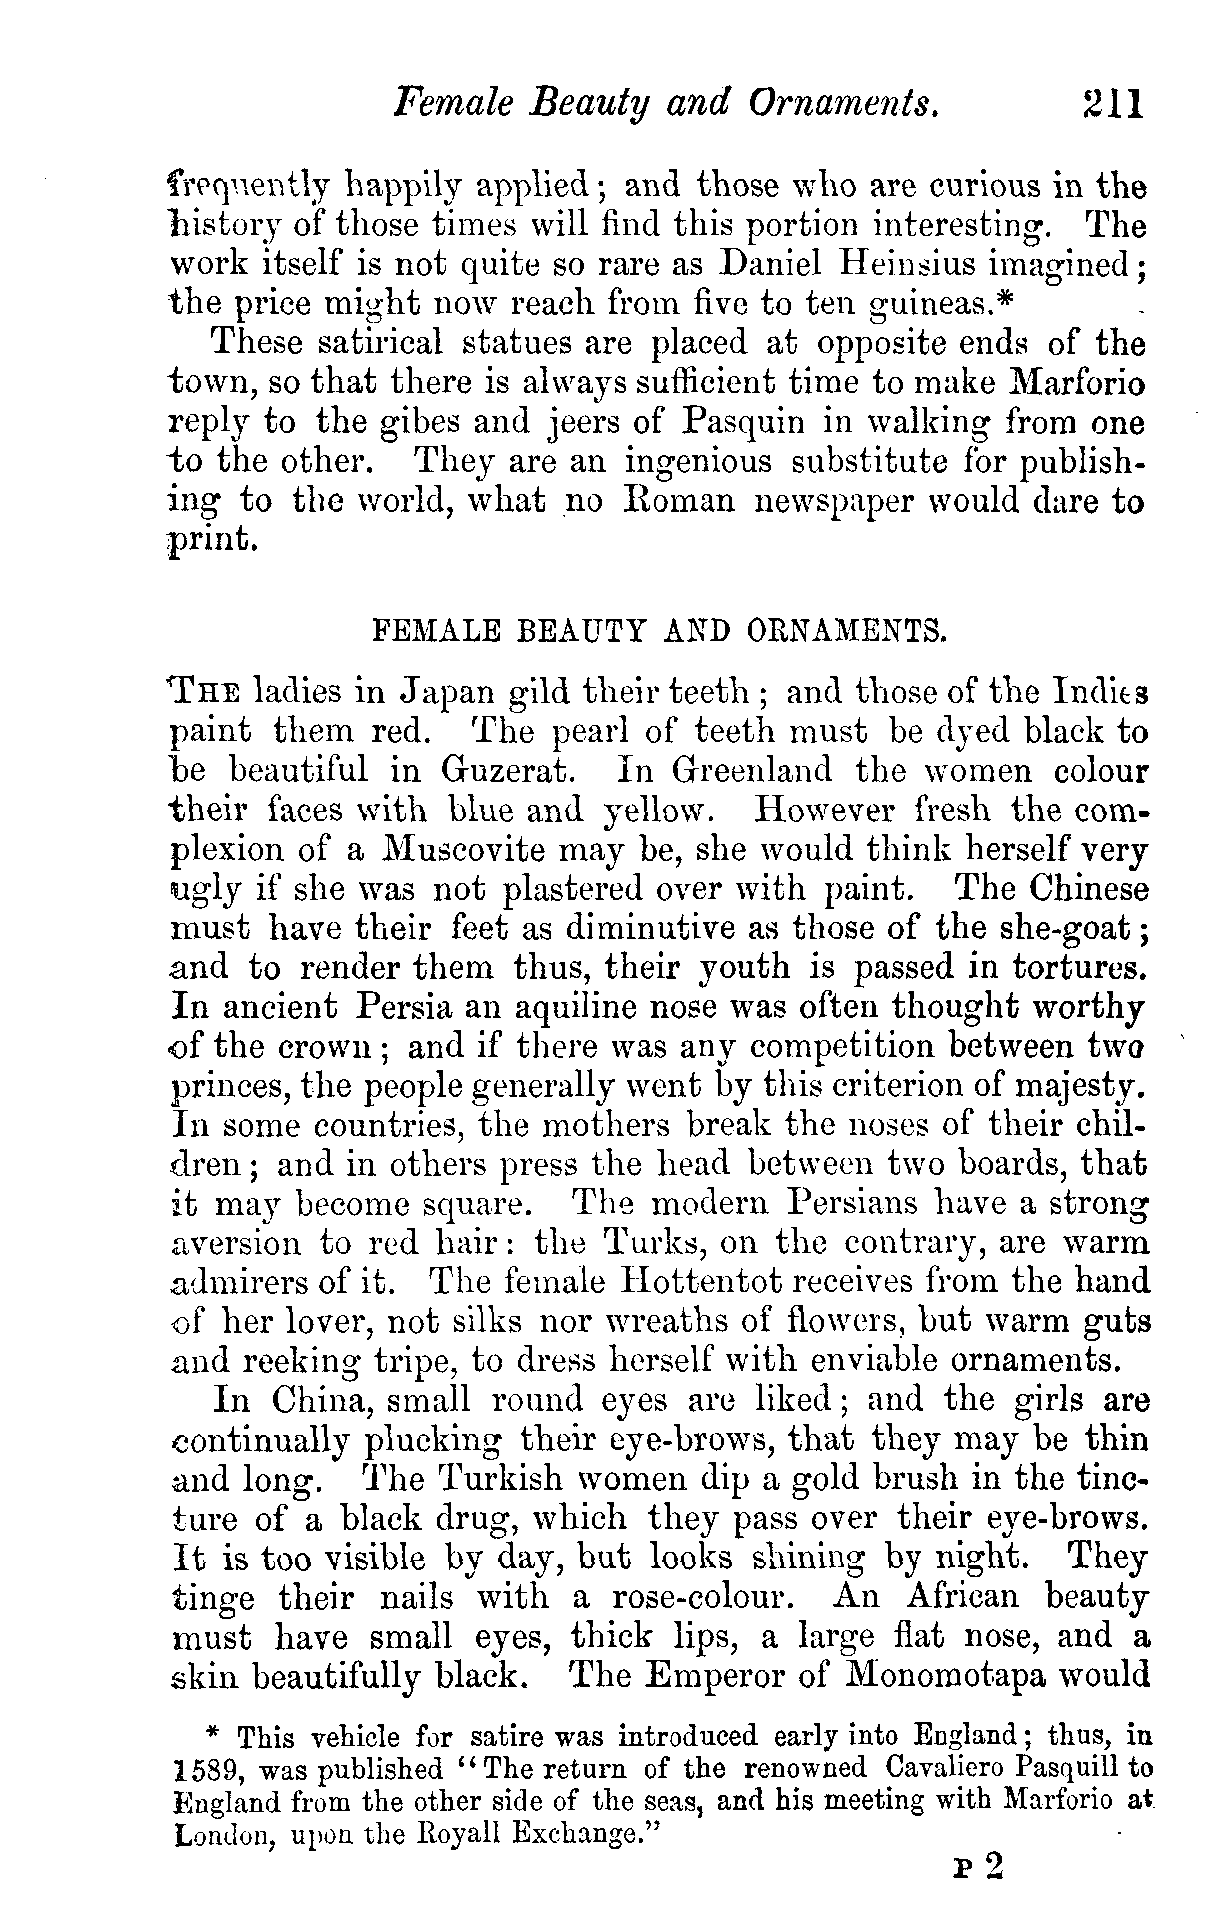 Female Beauty and Ornaments. 211
frequently happily applied; and those who are curious in the
history of those times will find this portion interesting. The
work itself is not quite so rare as Daniel Heinsius imagined;
the price might now reach from five to ten guineas.*
These satirical statues are placed at opposite ends of the
town, so that there is always sufficient time to make Marforio
reply to the gibes and jeers of Pasquin in walking from one
to the other. They are an ingenious substitute for publish-
ing to the world, what no Roman newspaper would dare to
print.
FEMALE BEAUTY AND ORNAMENTS.
THE ladies in Japan gild their teeth; and those of the Indies
paint them red. The pearl of teeth must be dyed black to
be beautiful in Guzerat. In Greenland the women colour
their faces with blue and yellow. However fresh the com-
plexion of a Muscovite may be, she would think herself very
ugly if she was not plastered over with paint. The Chinese
must have their feet as diminutive as those of the she-goat;
and to render them thus, their youth is passed in tortures.
In ancient Persia an aquiline nose was often thought worthy
of the crown; and if there was any competition between two
princes, the people generally went by this criterion of majesty.
In some countries, the mothers break the noses of their chil-
dren; and in others press the head between two boards, that
it may become square. The modern Persians have a strong
aversion to red hair: the Turks, on the contrary, are warm
admirers of it. The female Hottentot receives from the hand
of her lover, not silks nor wreaths of flowers, but warm guts
and reeking tripe, to dress herself with enviable ornaments.
In China, small round eyes are liked; and the girls are
continually plucking their eye-brows, that they may be thin
and long. The Turkish women dip a gold brush in the tinc-
ture of a black drug, which they pass over their eye-brows.
It is too visible by day, but looks shining by night. They
tinge their nails with a rose-colour. An African beauty
must have small eyes, thick lips, a large flat nose, and a
skin beautifully black. The Emperor of Monomotapa would
* This vehicle for satire was introduced early into England; thus, in
1589, was published "The return of the renowned Cavaliero Pasquill to
England from the other side of the seas, and his meeting with Marforio at
London, upon the Royall Exchange."
P 2